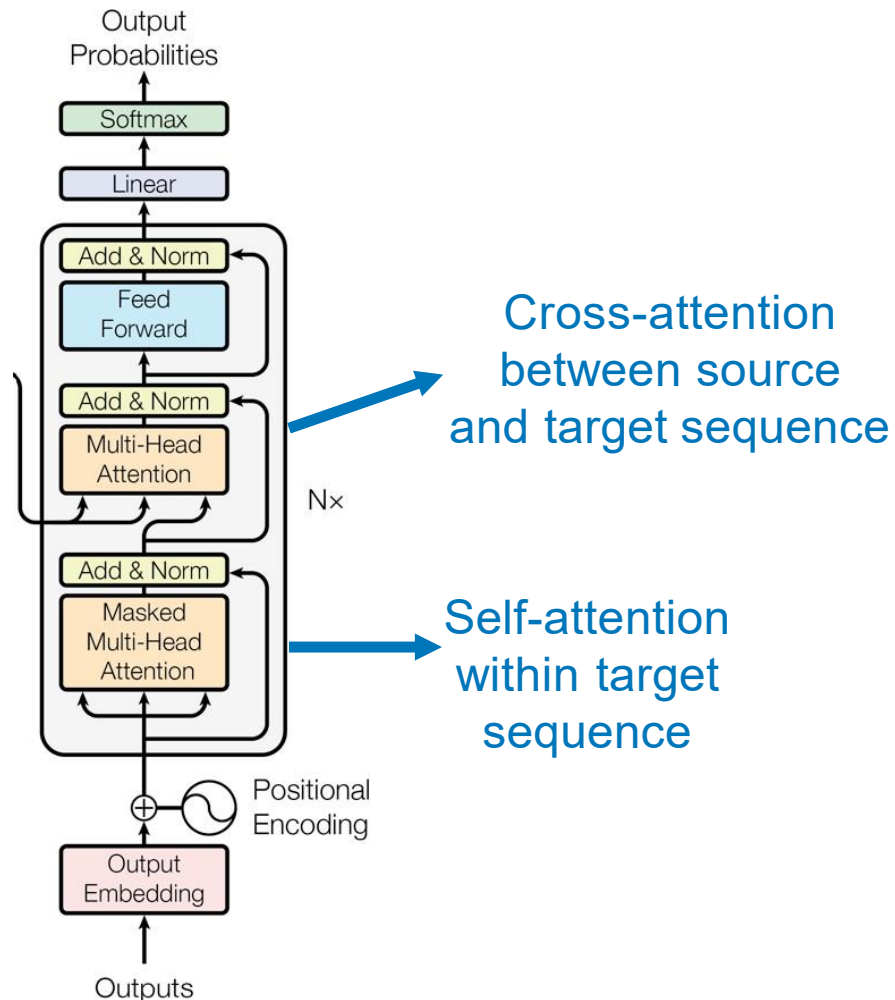 Output
Probabilities
Softmax
Linear
Add & Norm
Feed
Forward
Add & Norm
Multi-Head
Attention
Cross-attention
between source
and target sequence
N×
Add & Norm
Masked
Multi-Head
Attention
Self-attention
within target
sequence
Positional
Encoding
Output
Embedding
Outputs